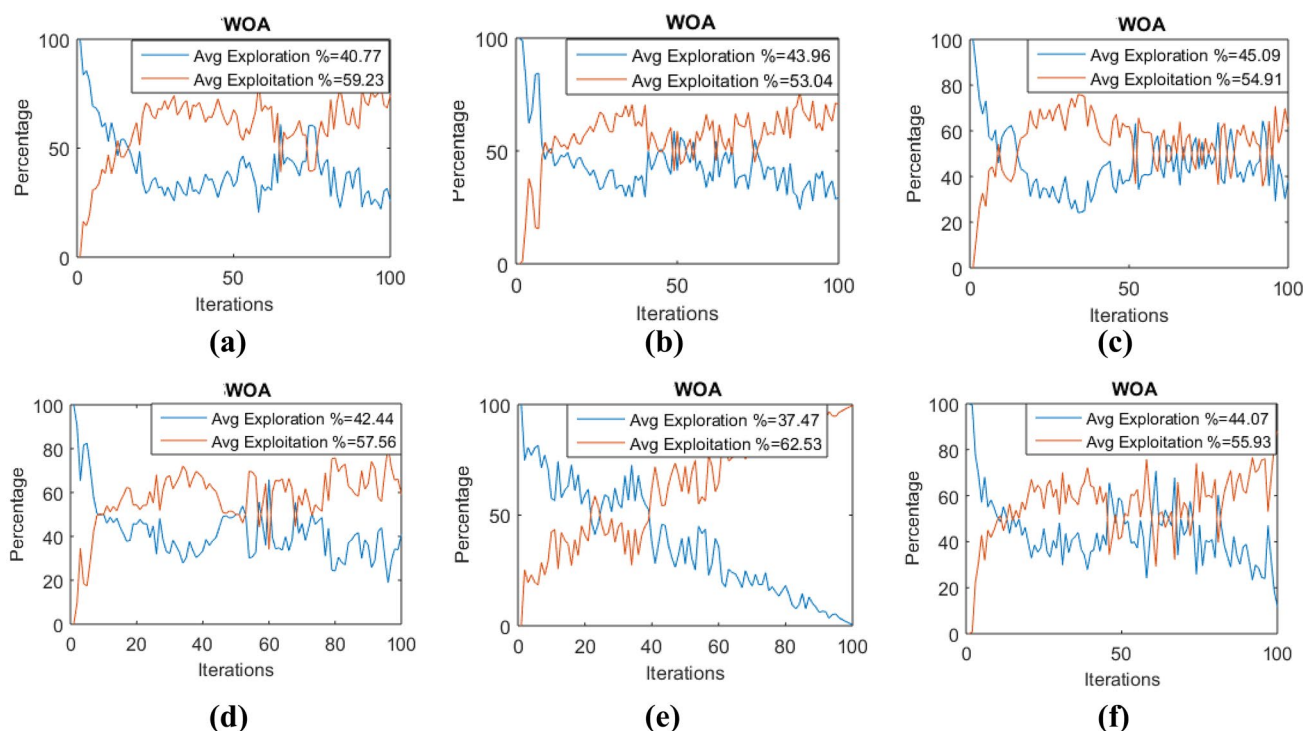 WOA
100
50
0
Percentage
Avg Exploration %=40.77
Avg Exploitation %=59.23
0
50
100
Iterations
(a)
WOA
100
50
0
Percentage
Avg Exploration %=43.96
Avg Exploitation %=53.04
0
50
100
Iterations
(b)
WOA
100
80
60
40
20
0
Percentage
Avg Exploration %=45.09
Avg Exploitation %=54.91
0
50
100
Iterations
(c)
WOA
100
80
60
40
20
0
Percentage
Avg Exploration %=42.44
Avg Exploitation %=57.56
0
20
40
60
80
100
Iterations
(d)
WOA
100
50
0
Percentage
Avg Exploration %=37.47
Avg Exploitation %=62.53
0
20
40
60
80
100
Iterations
(e)
WOA
100
80
60
40
20
0
Percentage
Avg Exploration %=44.07
Avg Exploitation %=55.93
0
50
100
Iterations
(f)